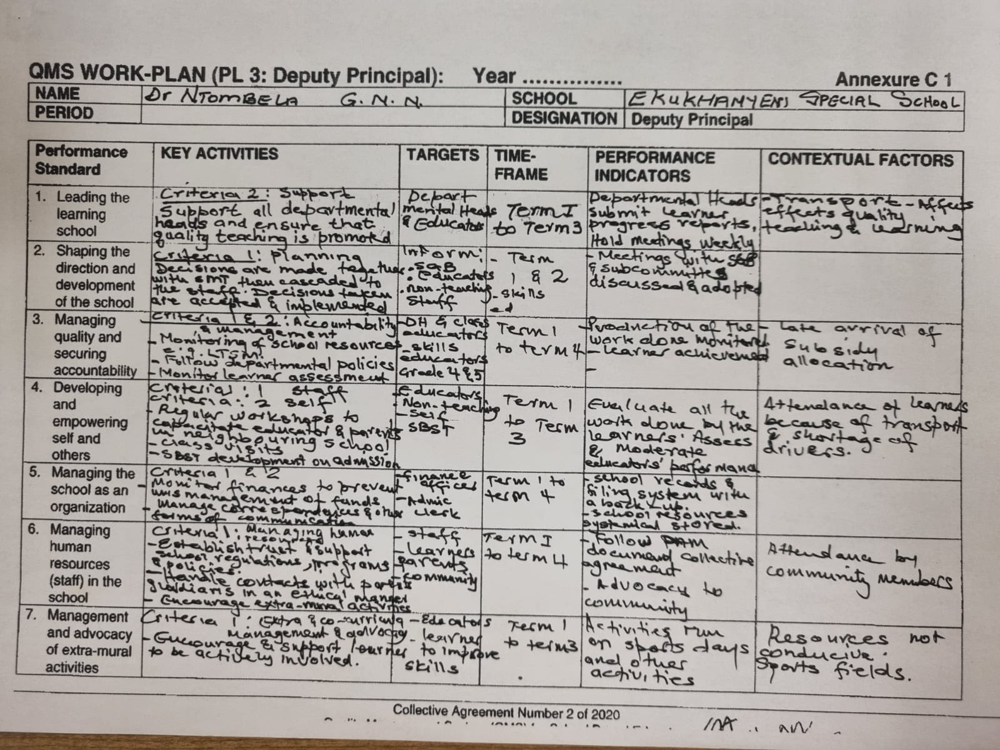 QMS WORK-PLAN (PL 3: Deputy Principal): Year ............... Annexure C 1
NAME Dr NTOMBELA G.N.N. SCHOOL EKUKHANYENI SPECIAL SCHOOL
PERIOD DESIGNATION Deputy Principal
Performance Standard
KEY ACTIVITIES
TARGETS
TIME-FRAME
PERFORMANCE INDICATORS
CONTEXTUAL FACTORS
1. Leading the
learning
school
Criteria 2: Support
Support all departmental
heads and ensure that
quality teaching is promoted
Depart
mental Heads
& Educators
Term I
to Term 3
Departmental Heads
submit learner
progress reports,
Hold meetings weekly
- Transport - Affects
effects quality
teaching & learning
2. Shaping the
direction and
development
of the school
Criteria 1: planning
Decisions are made together
with SMT then cascaded to
the staff. Decisions taken
are accepted & implemented
Inform:
• SGB
• educators
• non-teaching
Staff
- Term
1 & 2
- skills
ed
- Meetings with SGB
& subcommittes
discussed & adopted
3. Managing
quality and
securing
accountability
Criteria 1 & 2: Accountability
& management
- Monitoring of school resources
e.g. LTSM.
- Follow departmental policies
- Monitor learner assessment
- DH & class
educators
- skills
educators
Grade 4 & 5
Term 1
to term 4
- Production of the
work done monitored
- learner achievement
-
- Late arrival of
Subsidy
allocation
4. Developing
and
empowering
self and
others
Criteria: 1 Staff
criteria: 2 self
- Regular workshops to
capacitate educator & parents
in neighbouring school
- class visits
- SBST development on admission
- Educators
- Non-teaching
- Self
- SBST
Term 1
to Term
3
Evaluate all the
work done by the
learners' Assess
& Moderate
educators' performance
Attendance of learners
because of transport
& shortage of
drivers.
5. Managing the
school as an
organization
Criteria 1 & 2
- Monitor finances to prevent
mismanagement of funds
- Manage correspondences & other
forms of communication
- finance
officer
- Admic
clerk
Term 1 to
term 4
- school records &
filing system with
a back-up.
- school resources
systemical stored.
6. Managing
human
resources
(staff) in the
school
Criteria 1: Managing human
resources
- Establish trust & support
school regulations, programs
& policies.
- Handle contacts with parents
guardians in an ethical manner
- Encourage extra-mural activities
- staff
- Learners
- parents
- community
Term I
to term 4
- Follow PAM
document collective
agreement
- Advocacy to
community
Attendance by
community members
7. Management
and advocacy
of extra-mural
activities
Criteria 1: Extra & co-curricula
Management & advocacy
- Encourage & support learner
to be actively involved.
- Educators
- learner
to improve
skills
Term 1
to term3
Activities run
on sports days
and other
activities
Resources not
conducive.
Sports fields.
Collective Agreement Number 2 of 2020